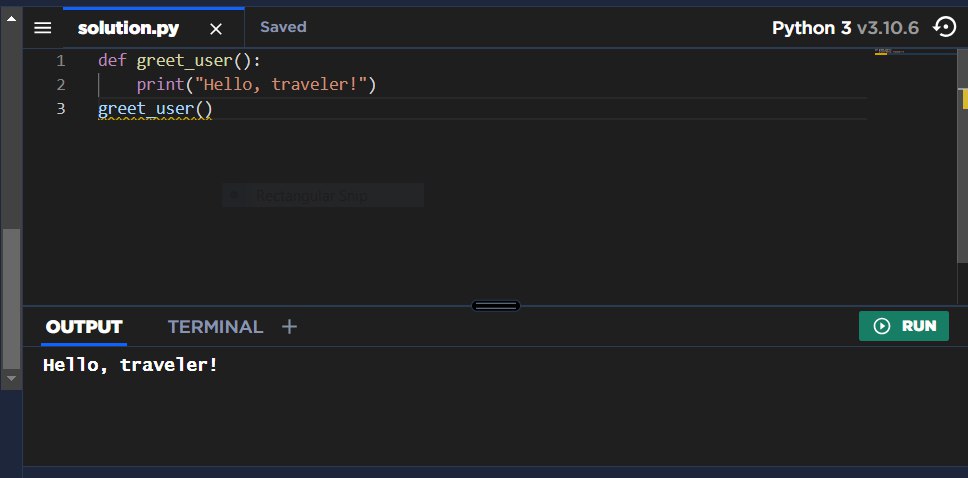 solution.py × Saved Python 3 v3.10.6
1 def greet_user():
2     print("Hello, traveler!")
3 greet_user()
Rectangular Snip
OUTPUT TERMINAL + RUN
Hello, traveler!